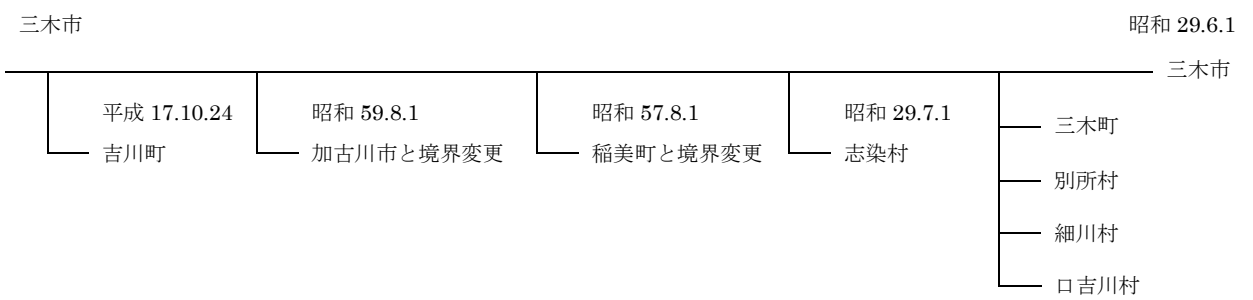 三木市
昭和 29.6.1
三木市
平成 17.10.24
吉川町
昭和 59.8.1
加古川市と境界変更
昭和 57.8.1
稲美町と境界変更
昭和 29.7.1
志染村
三木町
別所村
細川村
口吉川村